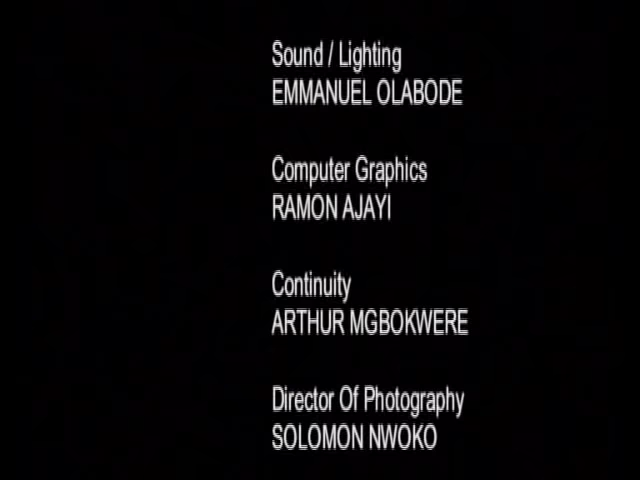 Sound / Lighting
EMMANUEL OLABODE
Computer Graphics
RAMON AJAYI
Continuity
ARTHUR MGBOKWERE
Director Of Photography
SOLOMON NWOKO